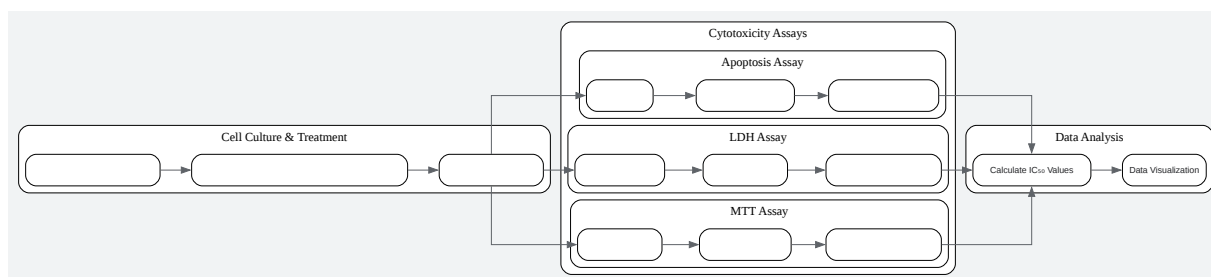 Cytotoxicity Assays
Apoptosis Assay
Cell Culture & Treatment
LDH Assay
Data Analysis
Calculate IC₅₀ Values
Data Visualization
MTT Assay